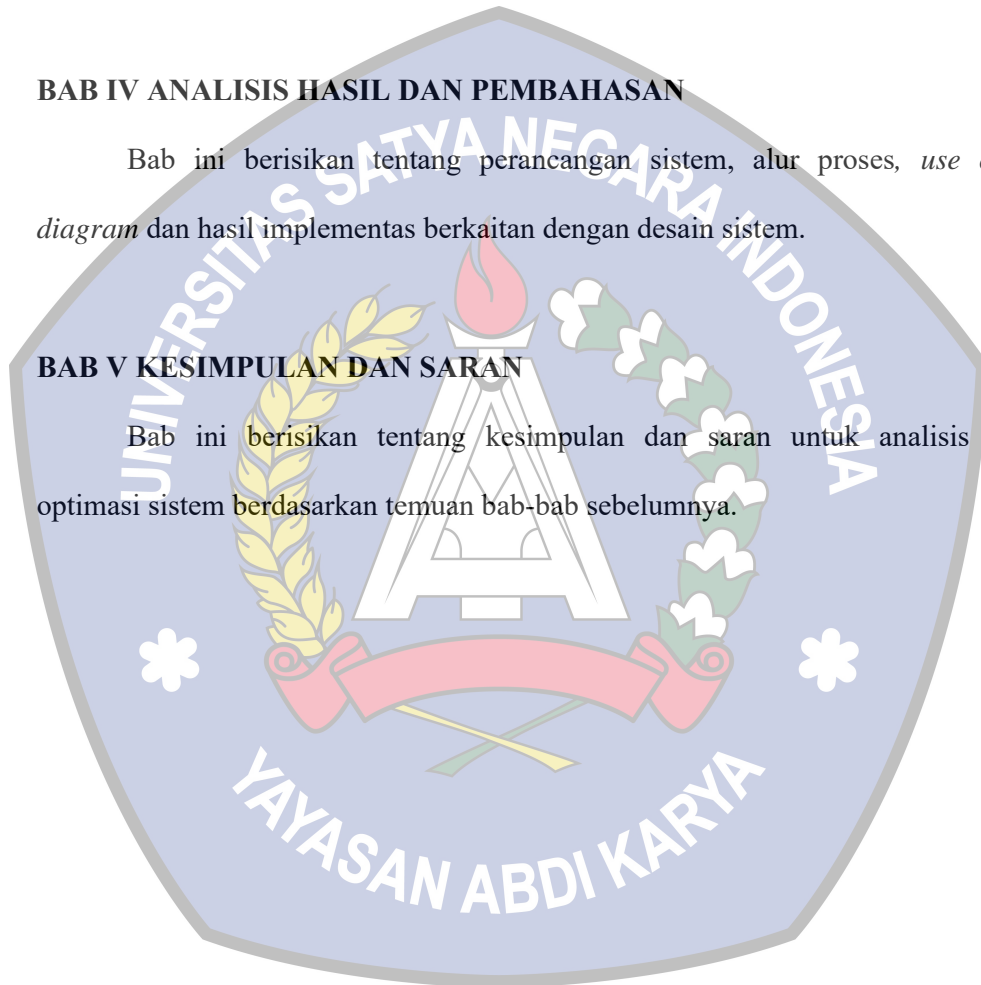 BAB IV ANALISIS HASIL DAN PEMBAHASAN
Bab ini berisikan tentang perancangan sistem, alur proses, use
diagram dan hasil implementas berkaitan dengan desain sistem.
BAB V KESIMPULAN DAN SARAN
Bab ini berisikan tentang kesimpulan dan saran untuk analisis
optimasi sistem berdasarkan temuan bab-bab sebelumnya.
UNIVERSITAS SATYA NEGARA INDONESIA
YAYASAN ABDI KARYA